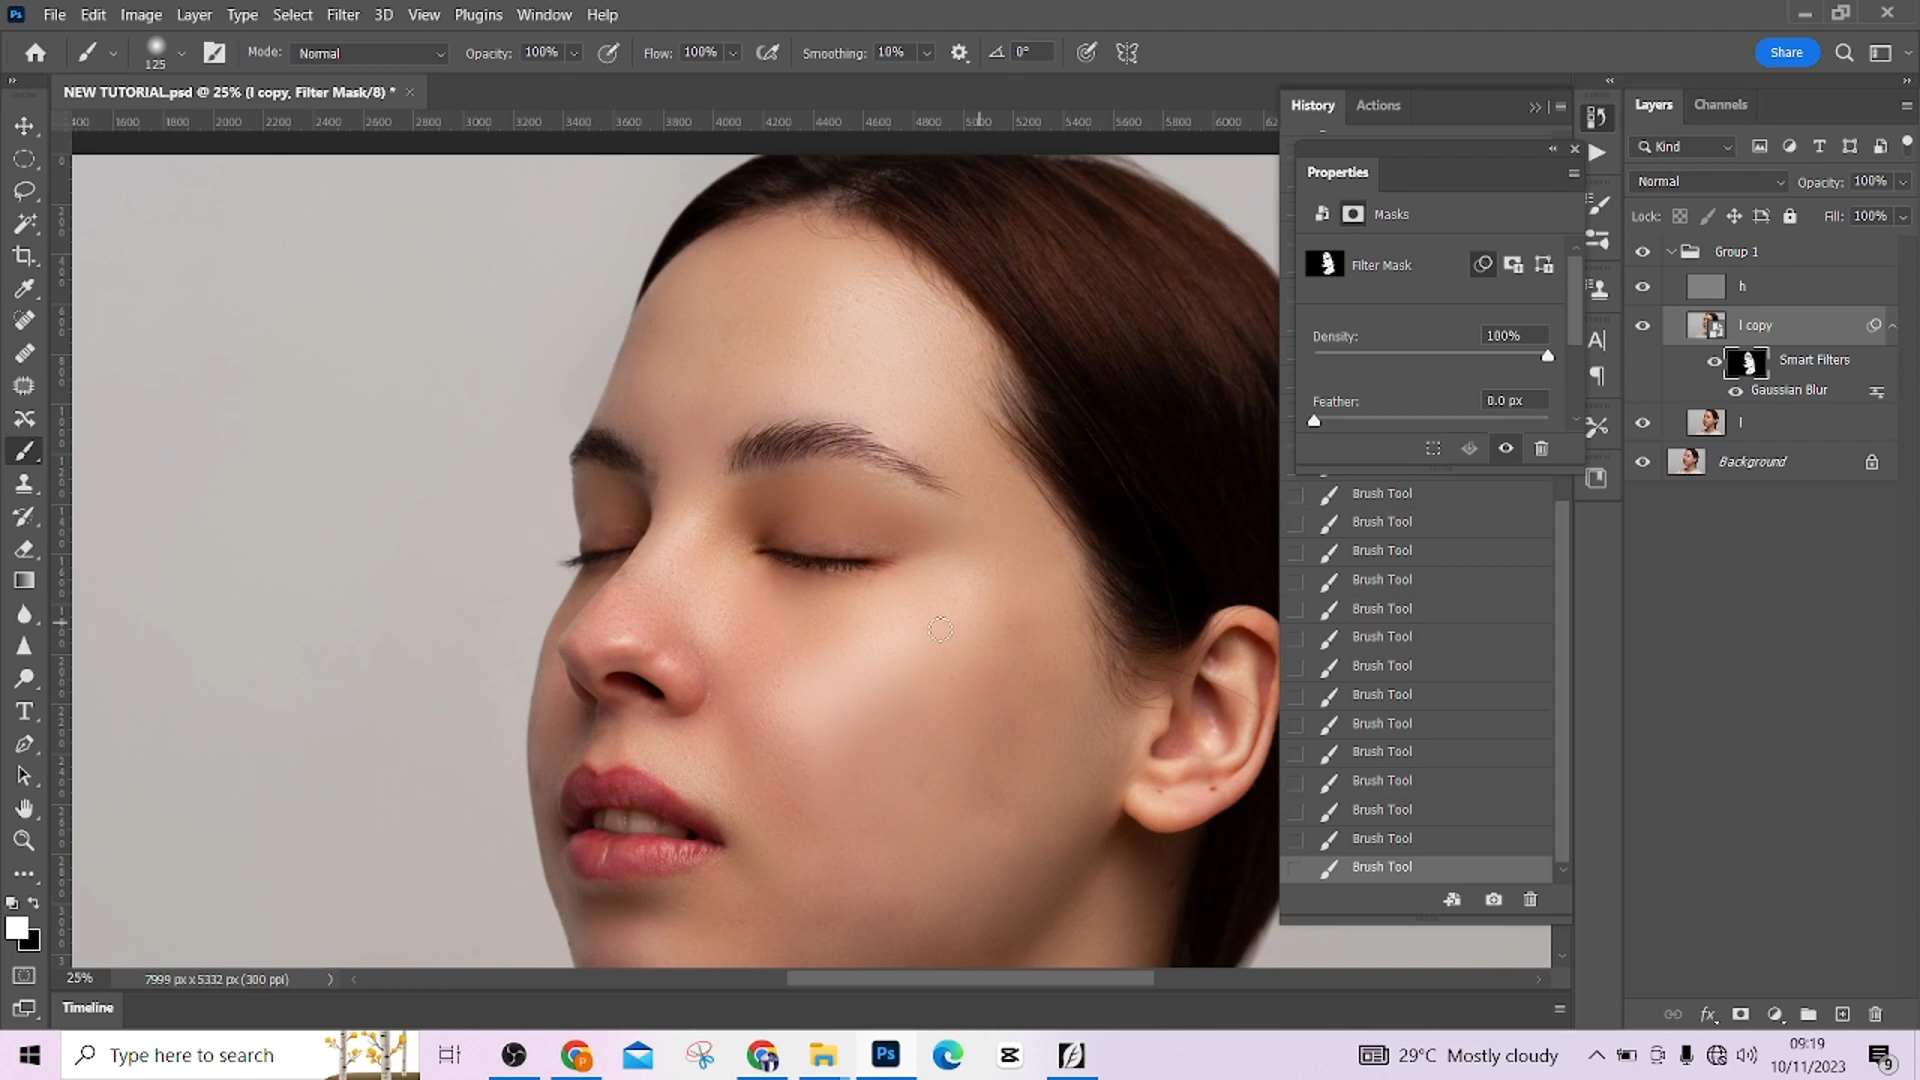 Ps File Edit Image Layer Type Select Filter 3D View Plugins Window Help
125 Mode: Normal Opacity: 100% Flow: 100% Smoothing: 10% 0° Share
NEW TUTORIAL.psd @ 25% (l copy, Filter Mask/8) *
400 1600 1800 2000 2200 2400 2600 2800 3000 3200 3400 3600 3800 4000 4200 4400 4600 4800 5000 5200 5400 5600 5800 6000
History Actions
Properties
Masks
Filter Mask
Density: 100%
Feather: 0.0 px
Brush Tool
Brush Tool
Brush Tool
Brush Tool
Brush Tool
Brush Tool
Brush Tool
Brush Tool
Brush Tool
Brush Tool
Brush Tool
Brush Tool
Brush Tool
Brush Tool
Layers Channels
Kind
Normal Opacity: 100%
Lock: Fill: 100%
Group 1
h
l copy
Smart Filters
Gaussian Blur
l
Background
25% 7999 px x 5332 px (300 ppi)
Timeline
Type here to search
Ps
29°C Mostly cloudy
09:19
10/11/2023
9